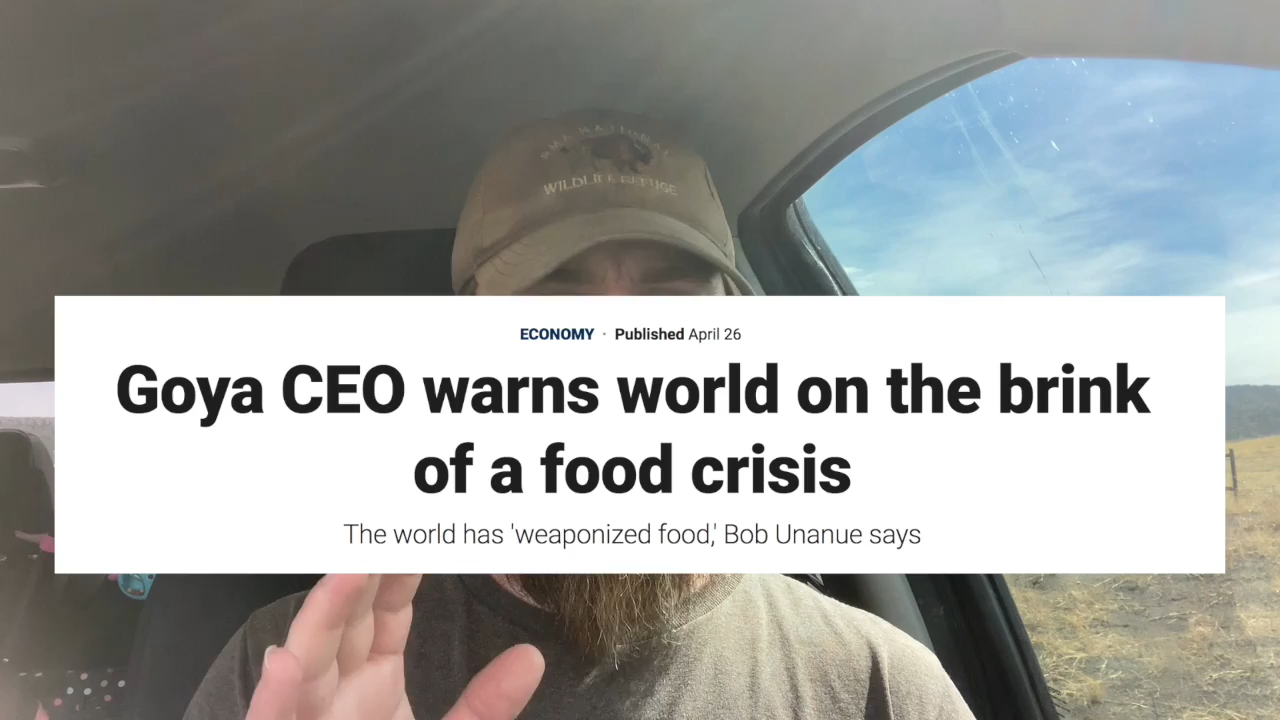 WILDLIFE REFUGE
ECONOMY · Published April 26
Goya CEO warns world on the brink
of a food crisis
The world has 'weaponized food,' Bob Unanue says